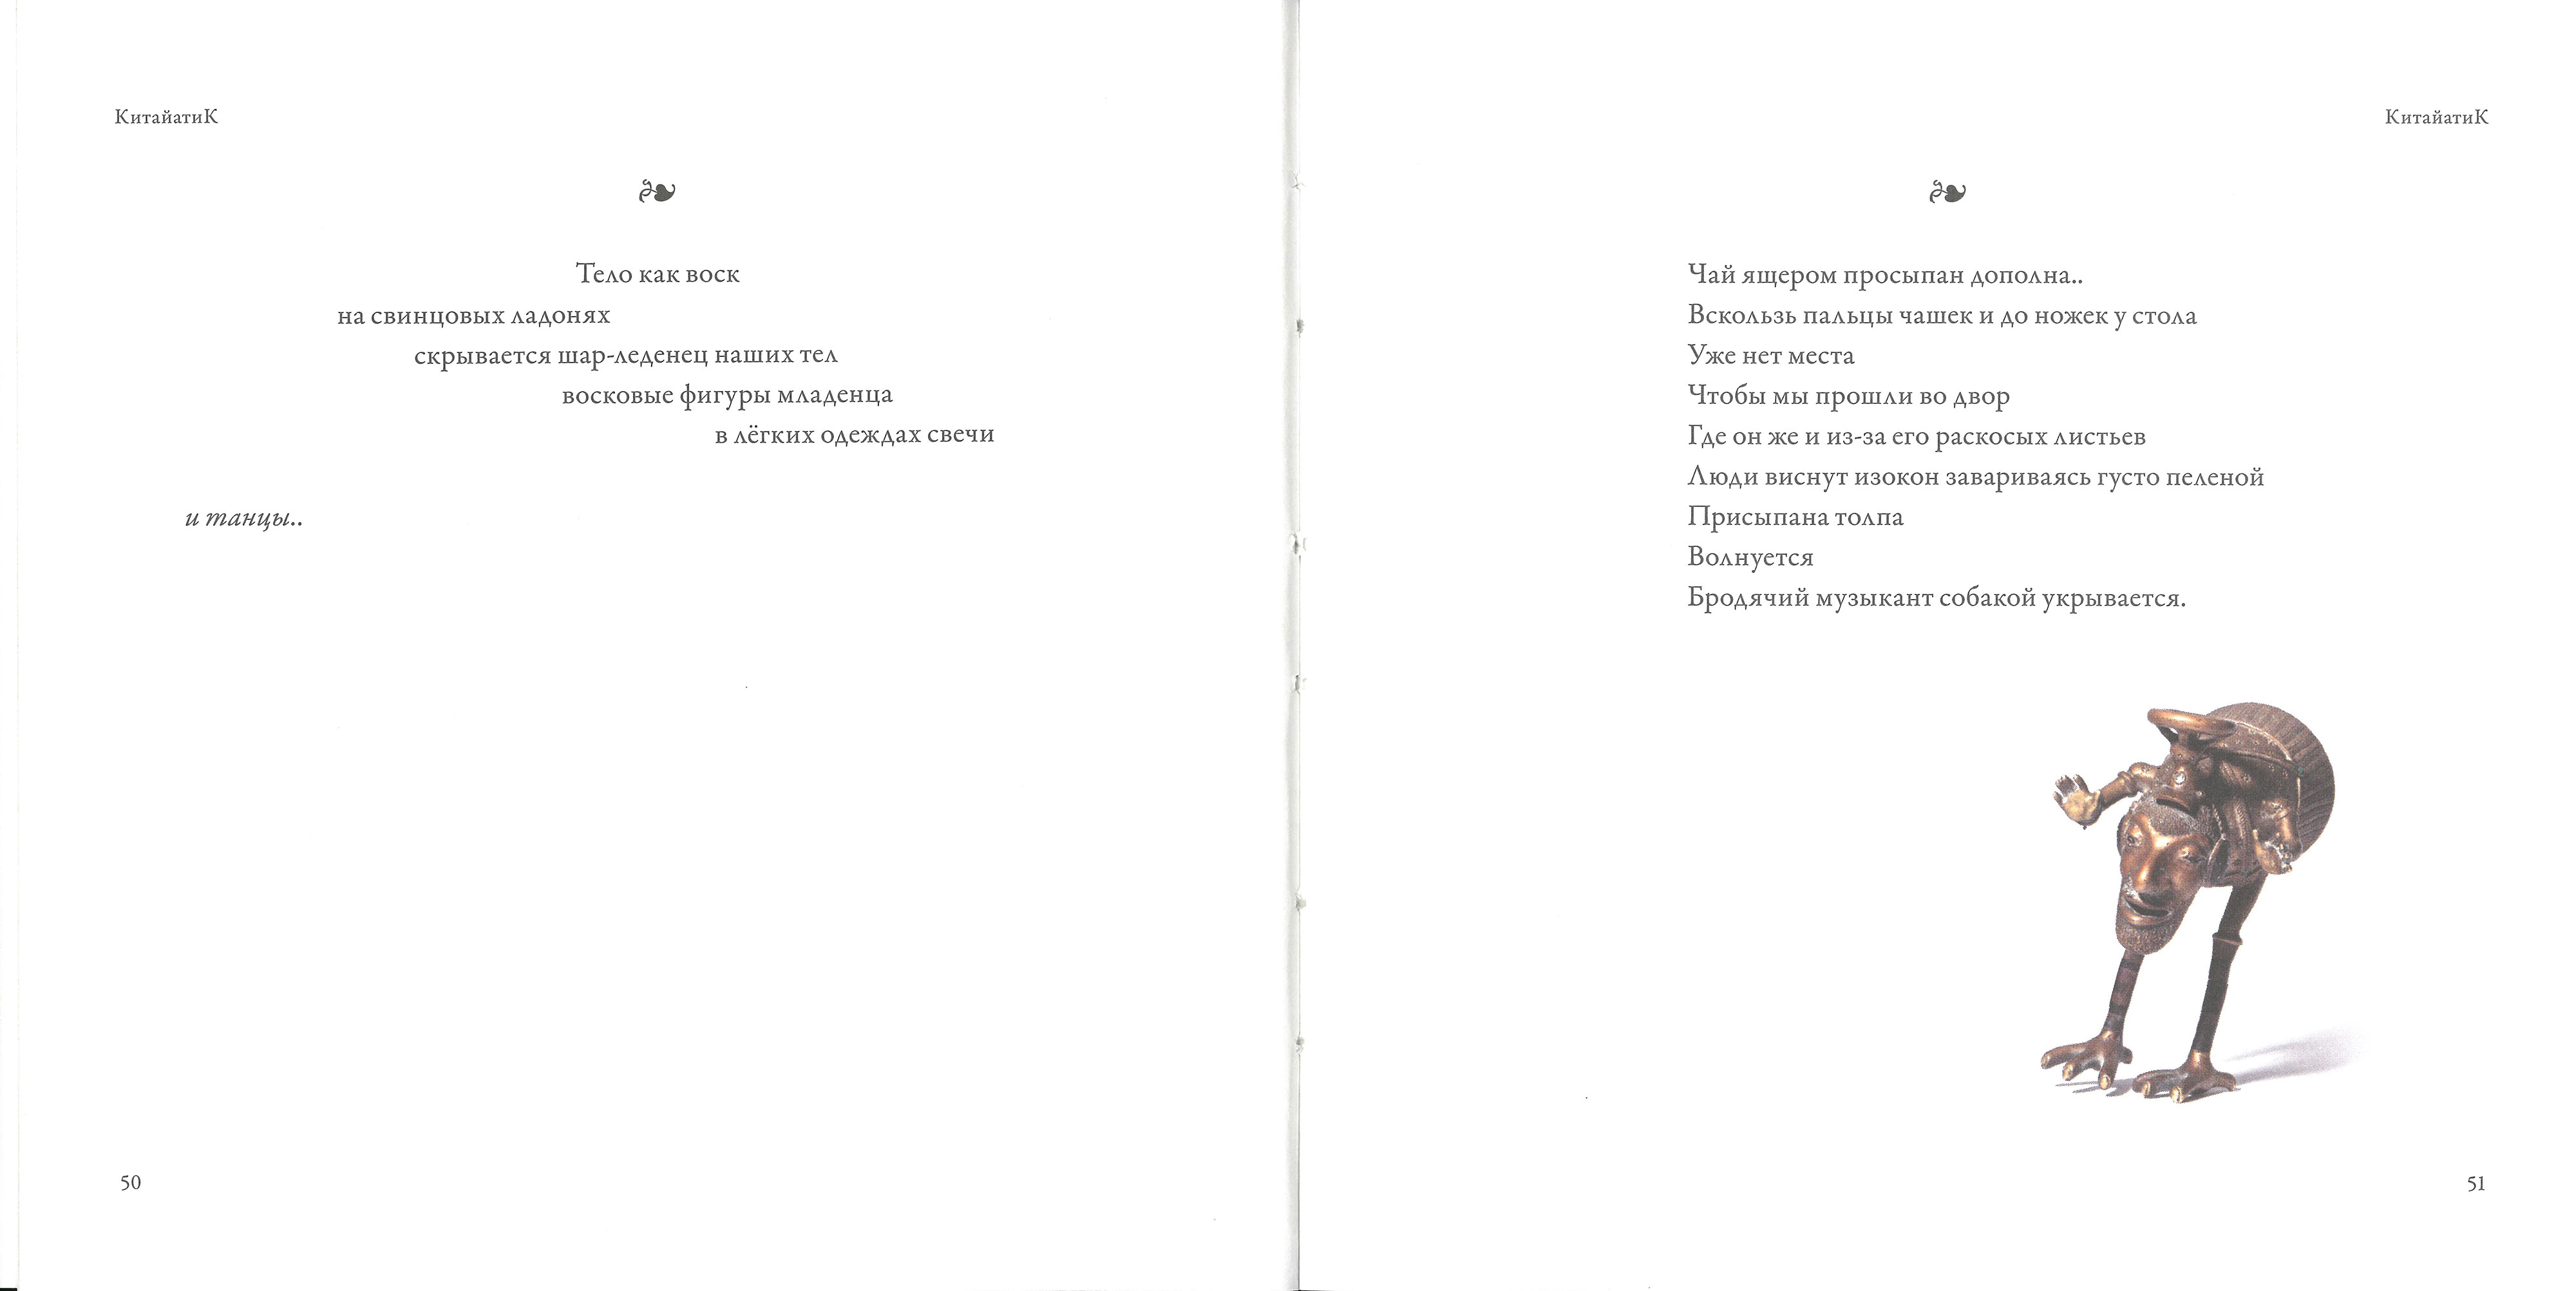 КитайатиК
Тело как воск
на свинцовых ладонях
скрывается шар-леденец наших тел
восковые фигуры младенца
в лёгких одеждах свечи
и танцы..
50
КитайатиК
Чай ящером просыпан дополна..
Вскользь пальцы чашек и до ножек у стола
Уже нет места
Чтобы мы прошли во двор
Где он же и из-за его раскосых листьев
Люди виснут изокон завариваясь густо пеленой
Присыпана толпа
Волнуется
Бродячий музыкант собакой укрывается.
51